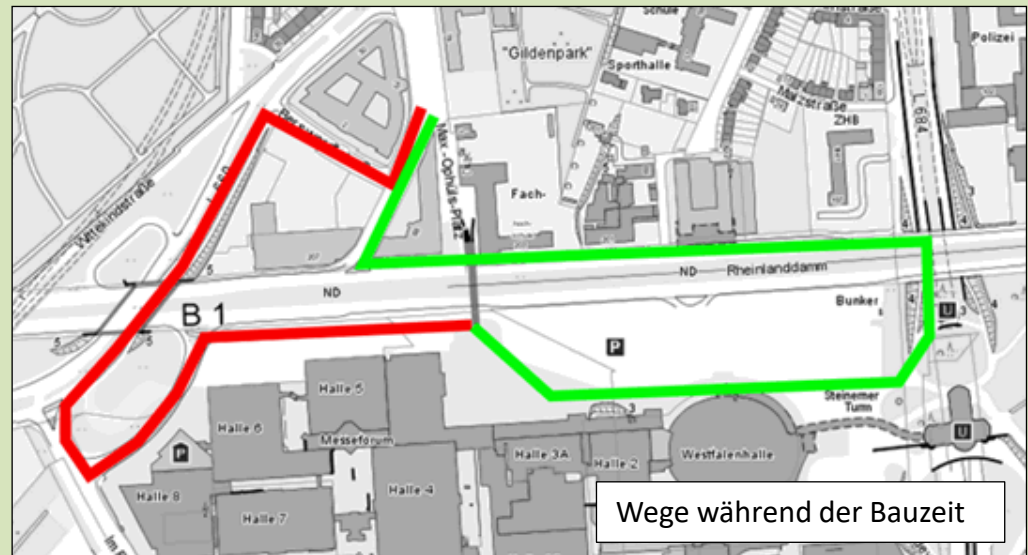 Schule
Polizei
"Gildenpark"
Sporthalle
Märzstraße
ZHB
L 684
Max.-Ophüls-Platz
Wittekindstraße
Fach-
ND
ND
Rheinlanddamm
B 1
Bunker
P
U
Steinerner
Turm
Halle 5
Halle 6
Messeforum
P
Halle 3A
Halle 2
Westfalenhalle
U
Halle 8
Halle 4
Halle 7
Wege während der Bauzeit